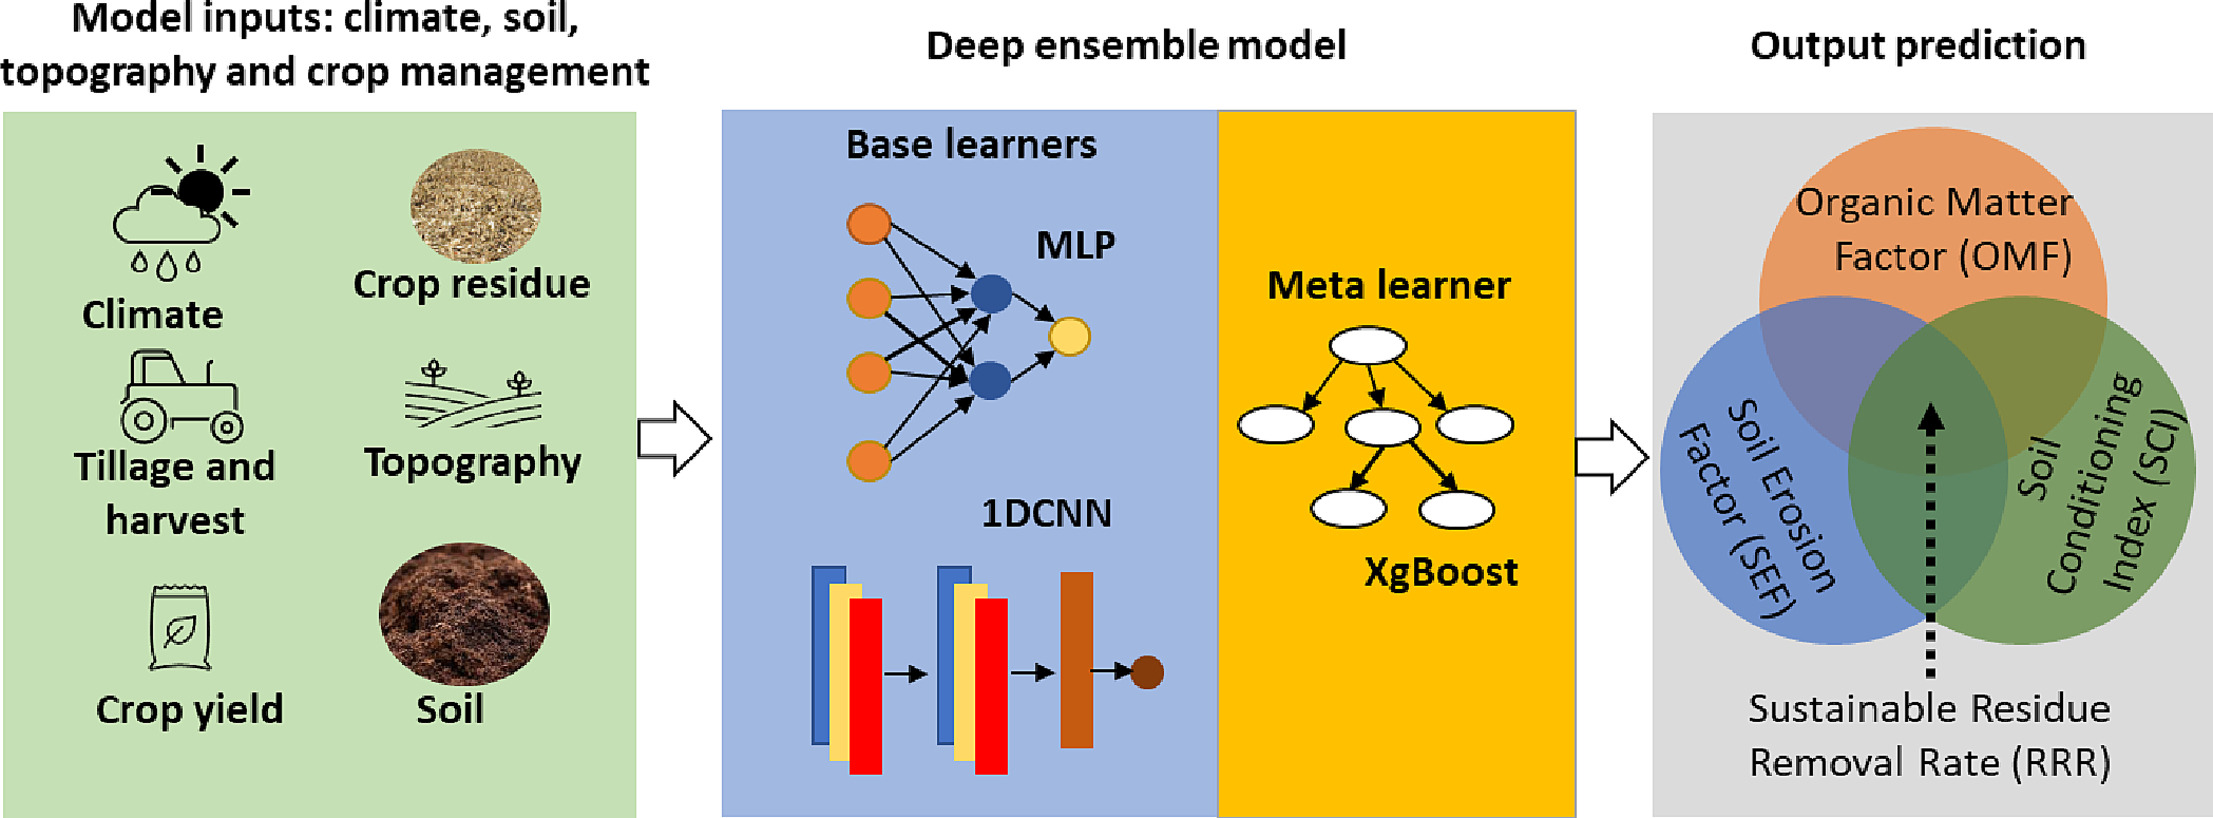 Model inputs: climate, soil,
topography and crop management
Climate
Crop residue
Tillage and
harvest
Topography
Crop yield
Soil
Deep ensemble model
Base learners
MLP
1DCNN
Meta learner
XgBoost
Output prediction
Organic Matter
Factor (OMF)
Soil Erosion
Factor (SEF)
Soil
Conditioning
Index (SCI)
Sustainable Residue
Removal Rate (RRR)